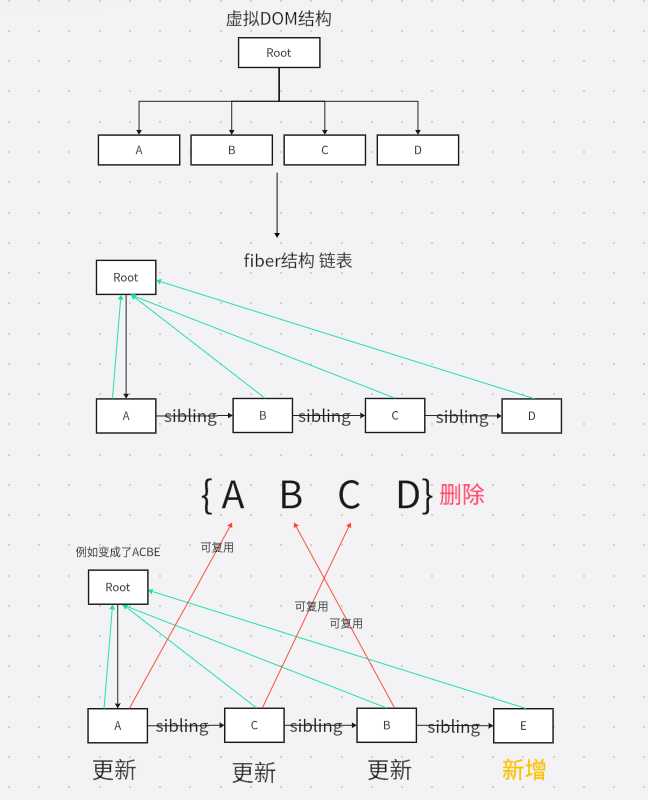 虚拟DOM结构
Root
A B C D
fiber结构 链表
Root
A sibling B sibling C sibling D
{A B C D}删除
可复用
例如变成了ACBE
Root
可复用
可复用
A sibling C sibling B sibling E
更新 更新 更新 新增